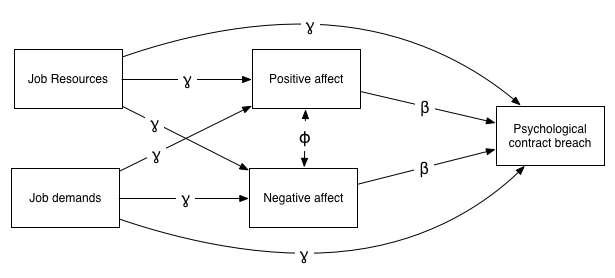 γ
Job Resources
γ
Positive affect
γ
β
Psychological
contract breach
ϕ
γ
β
Job demands
γ
Negative affect
γ